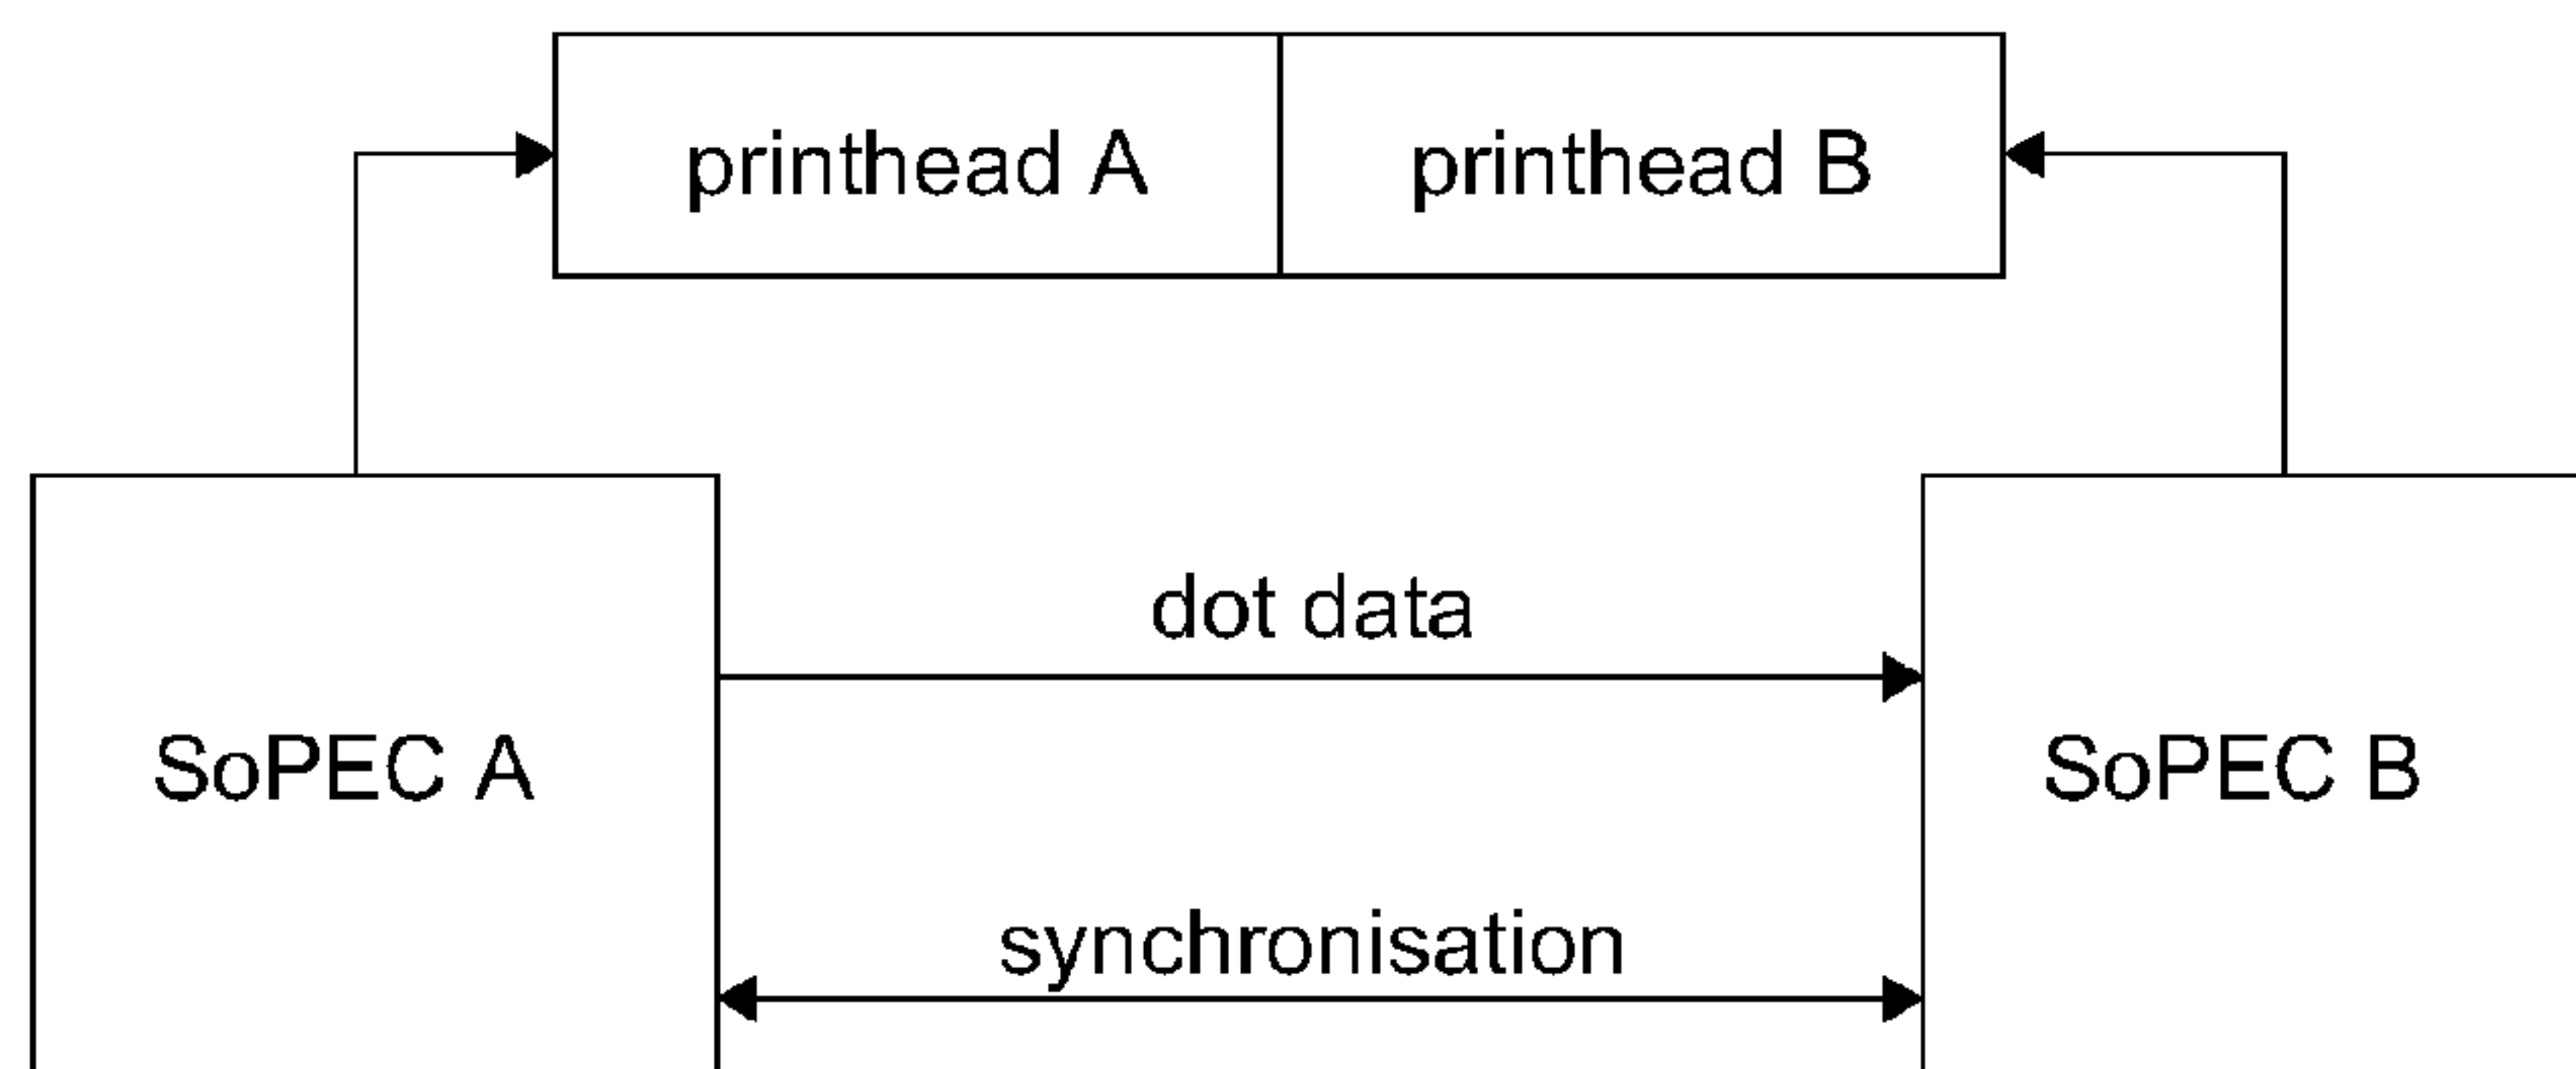 printhead A
printhead B
dot data
SoPEC A
SoPEC B
synchronisation